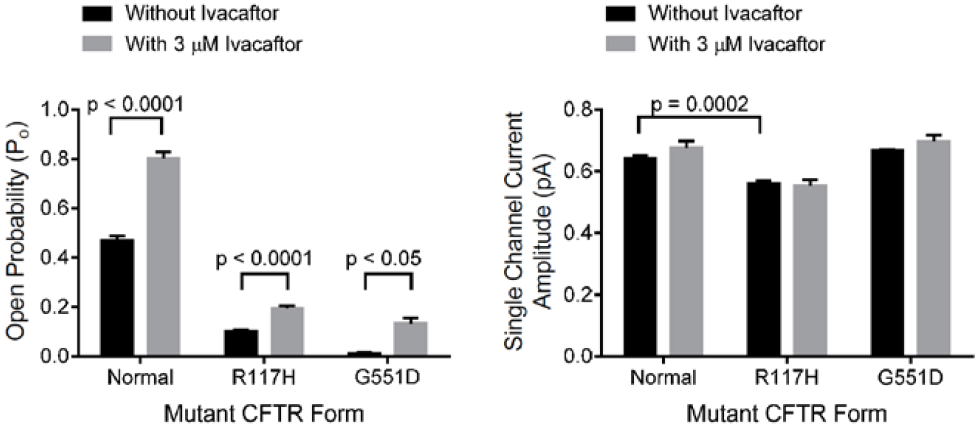 Without Ivacaftor
With 3 μM Ivacaftor
Open Probability (Po)
1.0
0.8
0.6
0.4
0.2
0.0
p < 0.0001
p < 0.0001
p < 0.05
Normal
R117H
G551D
Mutant CFTR Form
Without Ivacaftor
With 3 μM Ivacaftor
Single Channel Current
Amplitude (pA)
0.8
0.6
0.4
0.2
0.0
p = 0.0002
Normal
R117H
G551D
Mutant CFTR Form